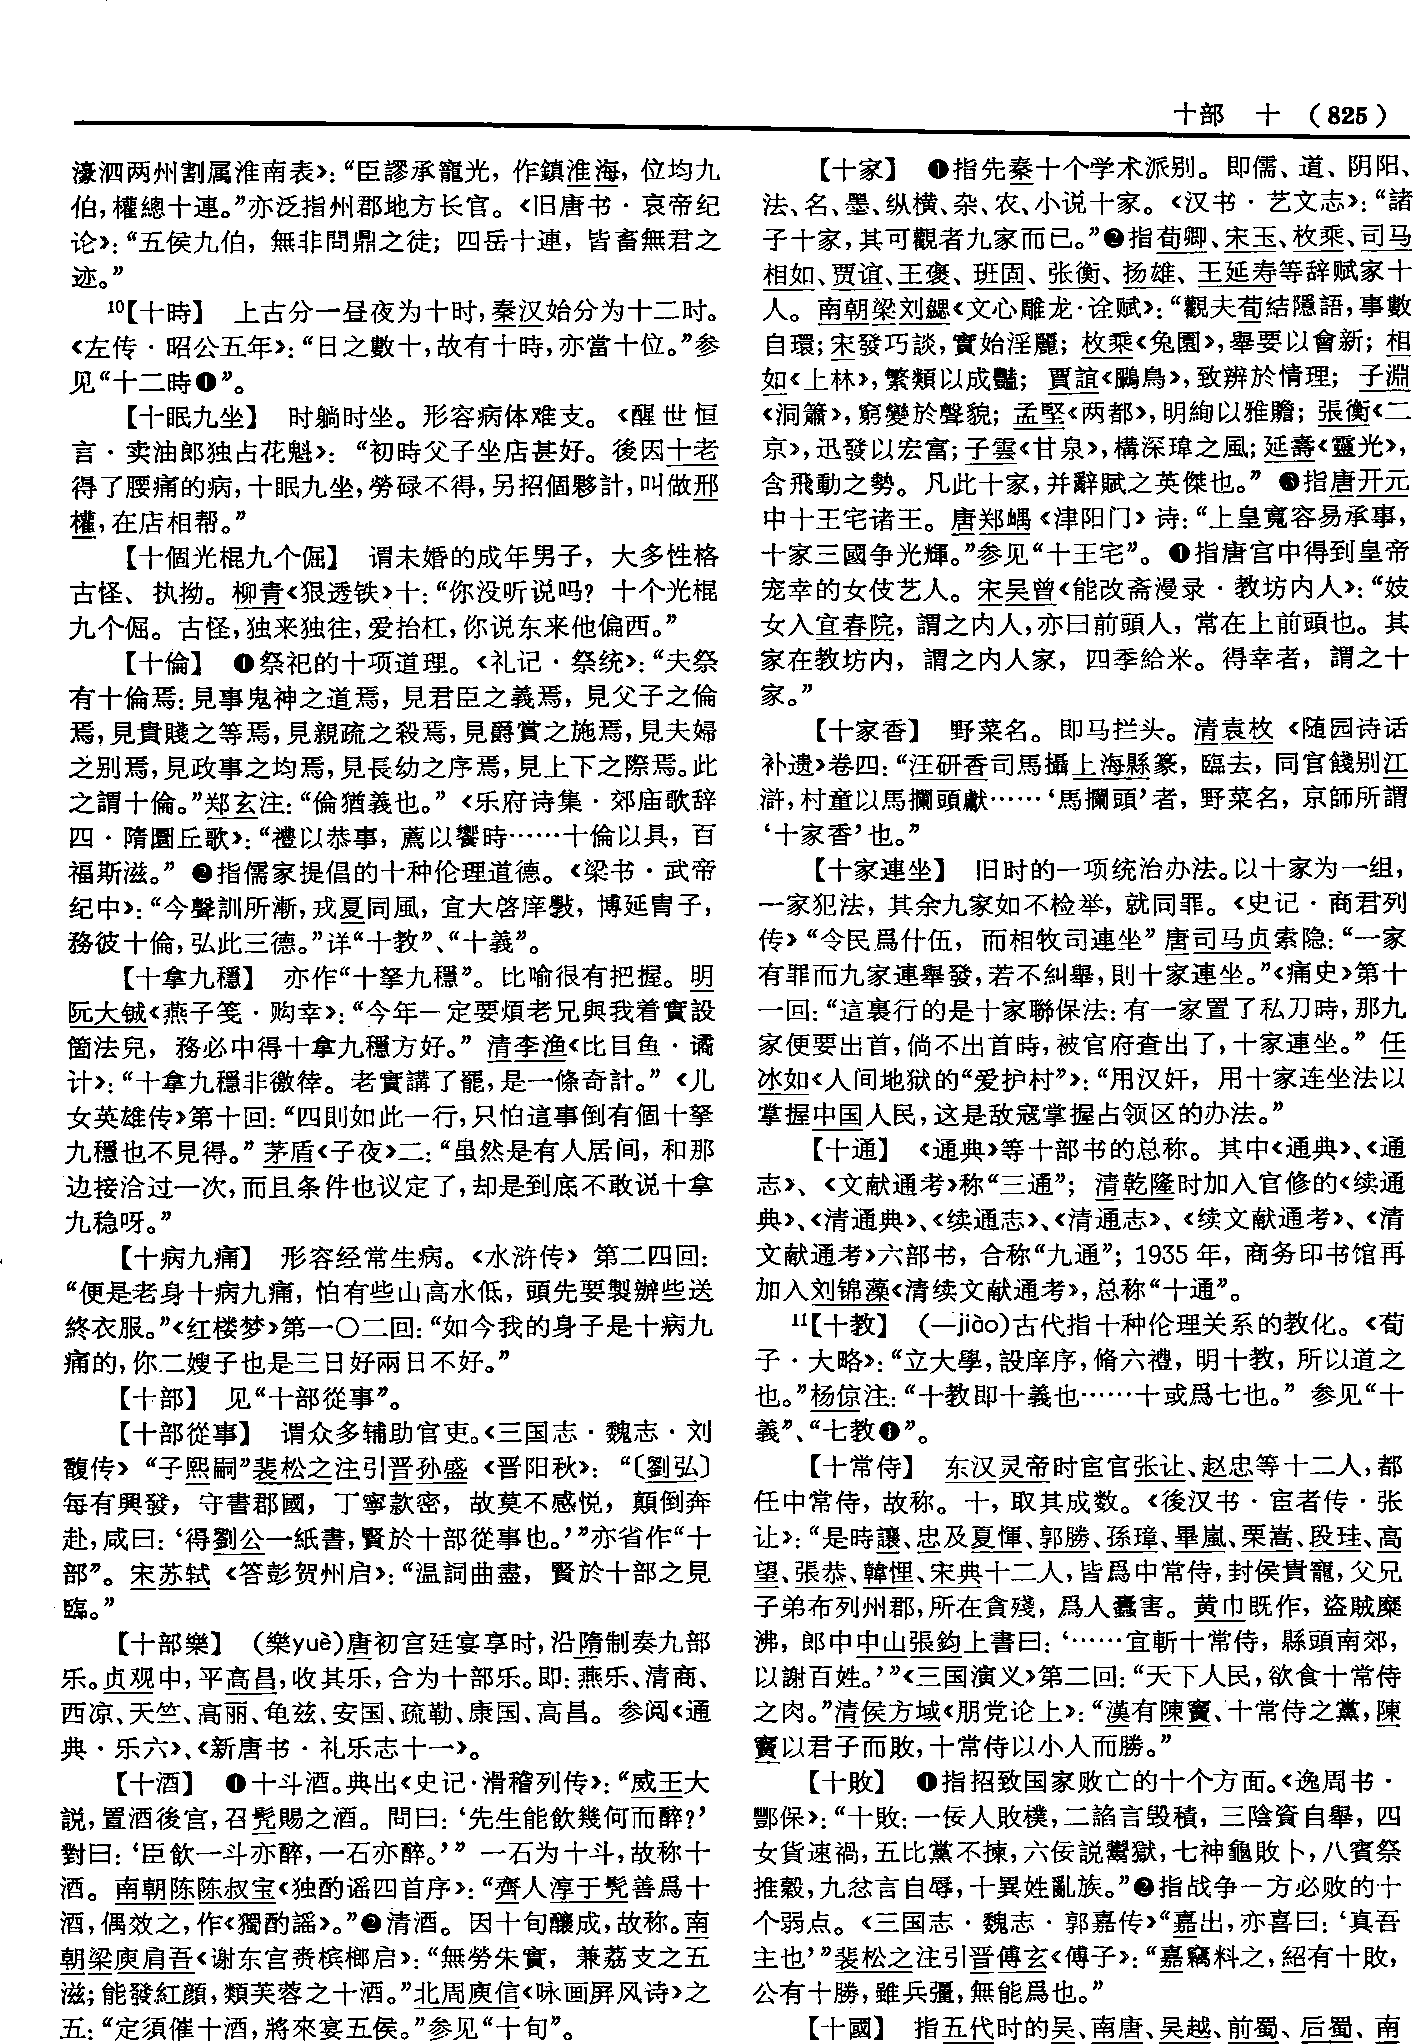 十部　十　（825）
濠泗两州割属淮南表》：“臣謬承寵光，作鎮淮海，位均九
伯，權總十連。”亦泛指州郡地方长官。《旧唐书·哀帝纪
论》：“五侯九伯，無非問鼎之徒；四岳十連，皆畜無君之
迹。”
10【十時】　上古分一昼夜为十时，秦汉始分为十二时。
《左传·昭公五年》：“日之數十，故有十時，亦當十位。”参
见“十二時❶”。
【十眠九坐】　时躺时坐。形容病体难支。《醒世恒
言·卖油郎独占花魁》：“初時父子坐店甚好。後因十老
得了腰痛的病，十眠九坐，勞碌不得，另招個夥計，叫做邢
權，在店相帮。”
【十個光棍九个倔】　谓未婚的成年男子，大多性格
古怪、执拗。柳青《狠透铁》十：“你没听说吗？十个光棍
九个倔。古怪，独来独往，爱抬杠，你说东来他偏西。”
【十倫】　❶祭祀的十项道理。《礼记·祭统》：“夫祭
有十倫焉：見事鬼神之道焉，見君臣之義焉，見父子之倫
焉，見貴賤之等焉，見親疏之殺焉，見爵賞之施焉，見夫婦
之别焉，見政事之均焉，見長幼之序焉，見上下之際焉。此
之謂十倫。”郑玄注：“倫猶義也。”《乐府诗集·郊庙歌辞
四·隋圜丘歌》：“禮以恭事，薦以饗時……十倫以具，百
福斯滋。”❷指儒家提倡的十种伦理道德。《梁书·武帝
纪中》：“今聲訓所漸，戎夏同風，宜大啓庠斆，博延胄子，
務彼十倫，弘此三德。”详“十教”、“十義”。
【十拿九穩】　亦作“十拏九穩”。比喻很有把握。明
阮大铖《燕子笺·购幸》：“今年一定要煩老兄與我着實設
箇法兒，務必中得十拿九穩方好。”清李渔《比目鱼·谲
计》：“十拿九穩非徼倖。老實講了罷，是一條奇計。”《儿
女英雄传》第十回：“四則如此一行，只怕這事倒有個十拏
九穩也不見得。”茅盾《子夜》二：“虽然是有人居间，和那
边接洽过一次，而且条件也议定了，却是到底不敢说十拿
九稳呀。”
【十病九痛】　形容经常生病。《水浒传》第二四回：
“便是老身十病九痛，怕有些山高水低，頭先要製辦些送
終衣服。”《红楼梦》第一〇二回：“如今我的身子是十病九
痛的，你二嫂子也是三日好兩日不好。”
【十部】　见“十部從事”。
【十部從事】　谓众多辅助官吏。《三国志·魏志·刘
馥传》“子熙嗣”裴松之注引晋孙盛《晋阳秋》：“〔劉弘〕
每有興發，守書郡國，丁寧款密，故莫不感悦，顛倒奔
赴，咸曰：‘得劉公一紙書，賢於十部從事也。’”亦省作“十
部”。宋苏轼《答彭贺州启》：“温詞曲盡，賢於十部之見
臨。”
【十部樂】　（樂yuè）唐初宫廷宴享时，沿隋制奏九部
乐。贞观中，平高昌，收其乐，合为十部乐。即：燕乐、清商、
西凉、天竺、高丽、龟兹、安国、疏勒、康国、高昌。参阅《通
典·乐六》、《新唐书·礼乐志十一》。
【十酒】　❶十斗酒。典出《史记·滑稽列传》：“威王大
説，置酒後宫，召髡賜之酒。問曰：‘先生能飲幾何而醉？’
對曰：‘臣飲一斗亦醉，一石亦醉。’”一石为十斗，故称十
酒。南朝陈陈叔宝《独酌谣四首序》：“齊人淳于髡善爲十
酒，偶效之，作《獨酌謡》。”❷清酒。因十旬釀成，故称。南
朝梁庾肩吾《谢东宫赉槟榔启》：“無勞朱實，兼荔支之五
滋；能發紅顔，類芙蓉之十酒。”北周庾信《咏画屏风诗》之
五：“定須催十酒，將來宴五侯。”参见“十旬”。
【十家】　❶指先秦十个学术派别。即儒、道、阴阳、
法、名、墨、纵横、杂、农、小说十家。《汉书·艺文志》：“諸
子十家，其可觀者九家而已。”❷指荀卿、宋玉、枚乘、司马
相如、贾谊、王褒、班固、张衡、扬雄、王延寿等辞赋家十
人。南朝梁刘勰《文心雕龙·诠赋》：“觀夫荀結隱語，事數
自環；宋發巧談，實始淫麗；枚乘《兔園》，舉要以會新；相
如《上林》，繁類以成豔；賈誼《鵩鳥》，致辨於情理；子淵
《洞簫》，窮變於聲貌；孟堅《两都》，明絢以雅贍；張衡《二
京》，迅發以宏富；子雲《甘泉》，構深瑋之風；延壽《靈光》，
含飛動之勢。凡此十家，并辭賦之英傑也。”❸指唐开元
中十王宅诸王。唐郑嵎《津阳门》诗：“上皇寬容易承事，
十家三國争光輝。”参见“十王宅”。❹指唐宫中得到皇帝
宠幸的女伎艺人。宋吴曾《能改斋漫录·教坊内人》：“妓
女入宜春院，謂之内人，亦曰前頭人，常在上前頭也。其
家在教坊内，謂之内人家，四季給米。得幸者，謂之十
家。”
【十家香】　野菜名。即马拦头。清袁枚《随园诗话
补遗》卷四：“汪研香司馬攝上海縣篆，臨去，同官餞别江
滸，村童以馬攔頭獻……‘馬攔頭’者，野菜名，京師所謂
‘十家香’也。”
【十家連坐】　旧时的一项统治办法。以十家为一组，
一家犯法，其余九家如不检举，就同罪。《史记·商君列
传》“令民爲什伍，而相牧司連坐”唐司马贞索隐：“一家
有罪而九家連舉發，若不糾舉，則十家連坐。”《痛史》第十
一回：“這裏行的是十家聯保法：有一家置了私刀時，那九
家便要出首，倘不出首時，被官府查出了，十家連坐。”任
冰如《人间地狱的“爱护村”》：“用汉奸，用十家连坐法以
掌握中国人民，这是敌寇掌握占领区的办法。”
【十通】　《通典》等十部书的总称。其中《通典》、《通
志》、《文献通考》称“三通”；清乾隆时加入官修的《续通
典》、《清通典》、《续通志》、《清通志》、《续文献通考》、《清
文献通考》六部书，合称“九通”；1935年，商务印书馆再
加入刘锦藻《清续文献通考》，总称“十通”。
11【十教】　（—jiào）古代指十种伦理关系的教化。《荀
子·大略》：“立大學，設庠序，脩六禮，明十教，所以道之
也。”杨倞注：“十教即十義也……十或爲七也。”参见“十
義”、“七教❶”。
【十常侍】　东汉灵帝时宦官张让、赵忠等十二人，都
任中常侍，故称。十，取其成数。《後汉书·宦者传·张
让》：“是時讓、忠及夏惲、郭勝、孫璋、畢嵐、栗嵩、段珪、高
望、張恭、韓悝、宋典十二人，皆爲中常侍，封侯貴寵，父兄
子弟布列州郡，所在貪殘，爲人蠹害。黄巾既作，盜賊糜
沸，郎中中山張鈞上書曰：‘……宜斬十常侍，縣頭南郊，
以謝百姓。’”《三国演义》第二回：“天下人民，欲食十常侍
之肉。”清侯方域《朋党论上》：“漢有陳竇、十常侍之黨，陳
竇以君子而敗，十常侍以小人而勝。”
【十敗】　❶指招致国家败亡的十个方面。《逸周书·
酆保》：“十敗：一佞人敗樸，二諂言毁積，三陰資自舉，四
女貨速禍，五比黨不揀，六佞説鬻獄，七神龜敗卜，八賓祭
推穀，九忿言自辱，十異姓亂族。”❷指战争一方必败的十
个弱点。《三国志·魏志·郭嘉传》“嘉出，亦喜曰：‘真吾
主也’”裴松之注引晋傅玄《傅子》：“嘉竊料之，紹有十敗，
公有十勝，雖兵彊，無能爲也。”
【十國】　指五代时的吴、南唐、吴越、前蜀、后蜀、南